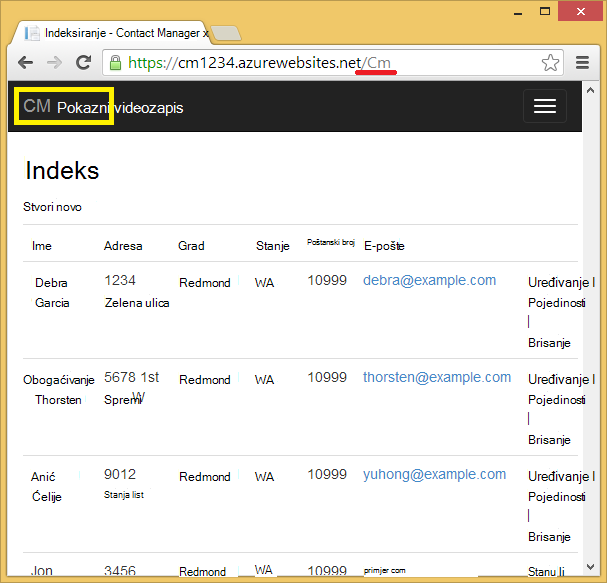 Indeksiranje - Contact Manager x
https://cm1234.azurewebsites.net/Cm
CM Pokazni videozapis
Indeks
Stvori novo
Ime Adresa Grad Stanje Poštanski broj E-pošte
Debra 1234 Redmond WA 10999 debra@example.com Uređivanje |
Garcia Zelena ulica Pojedinosti
|
Brisanje
Obogaćivanje 5678 1st Redmond WA 10999 thorsten@example.com Uređivanje |
Thorsten Spremi W Pojedinosti
|
Brisanje
Anić 9012 Redmond WA 10999 yuhong@example.com Uređivanje |
Ćelije Stanja list Pojedinosti
|
Brisanje
Jon 3456 Redmond WA 10999 primjer com Stanu li